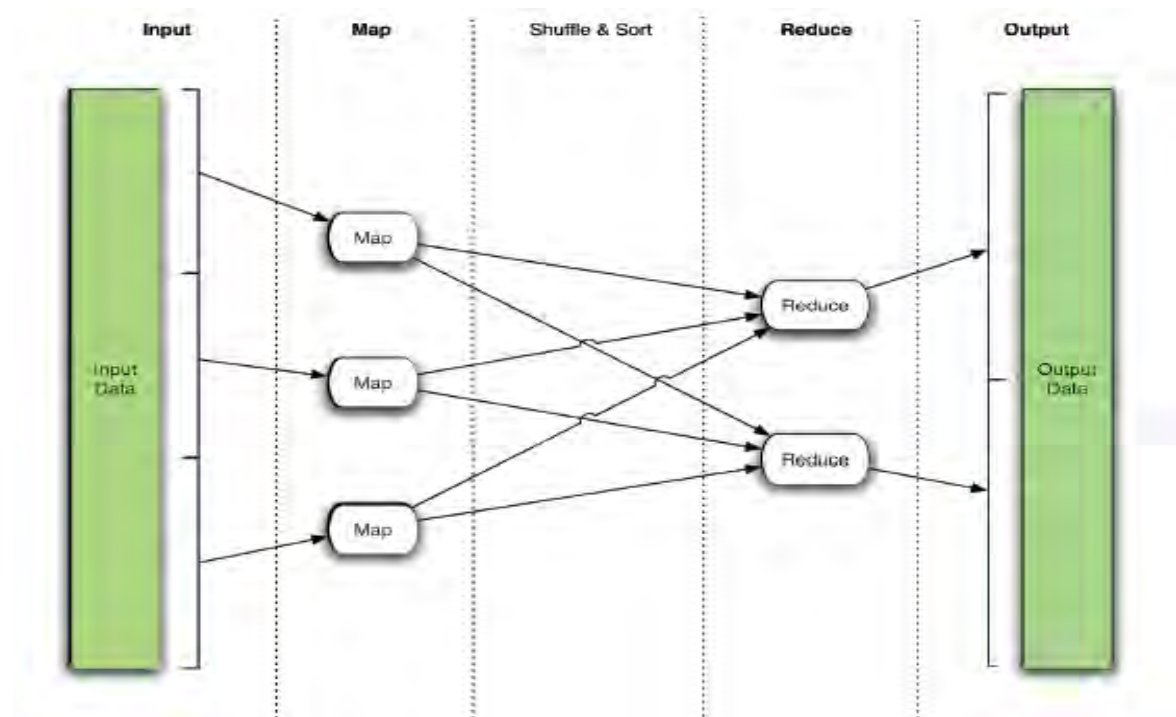 Input Map Shuffle & Sort Reduce Output
Map
Reduce
Input
Data
Map
Output
Data
Reduce
Map